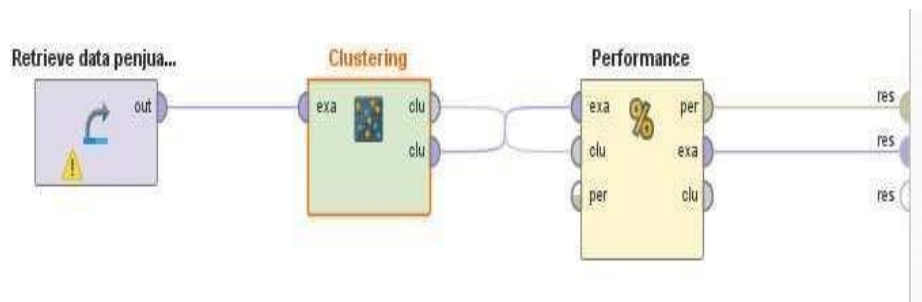 Retrieve data penjua...
out
Clustering
exa
clu
clu
Performance
exa
clu
per
%
per
exa
clu
res
res
res